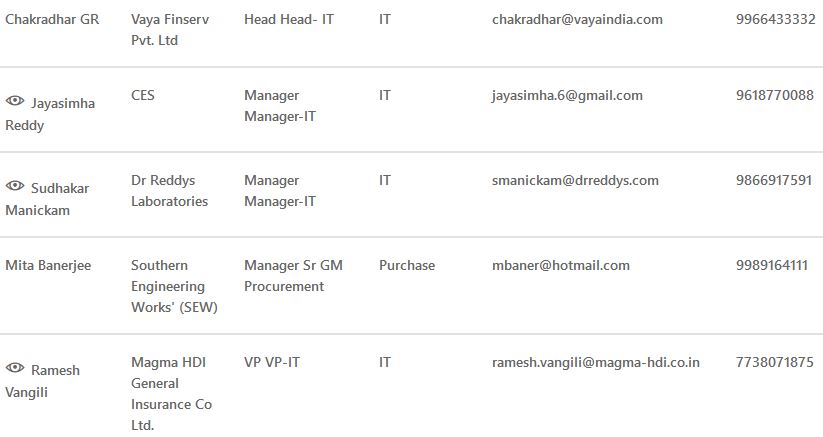 Chakradhar GR Vaya Finserv Head Head- IT IT chakradhar@vayaindia.com 9966433332
Pvt. Ltd
Jayasimha CES Manager IT jayasimha.6@gmail.com 9618770088
Reddy Manager-IT
Sudhakar Dr Reddys Manager IT smanickam@drreddys.com 9866917591
Manickam Laboratories Manager-IT
Mita Banerjee Southern Manager Sr GM Purchase mbaner@hotmail.com 9989164111
Engineering Procurement
Works' (SEW)
Ramesh Magma HDI VP VP-IT IT ramesh.vangili@magma-hdi.co.in 7738071875
Vangili General
Insurance Co
Ltd.